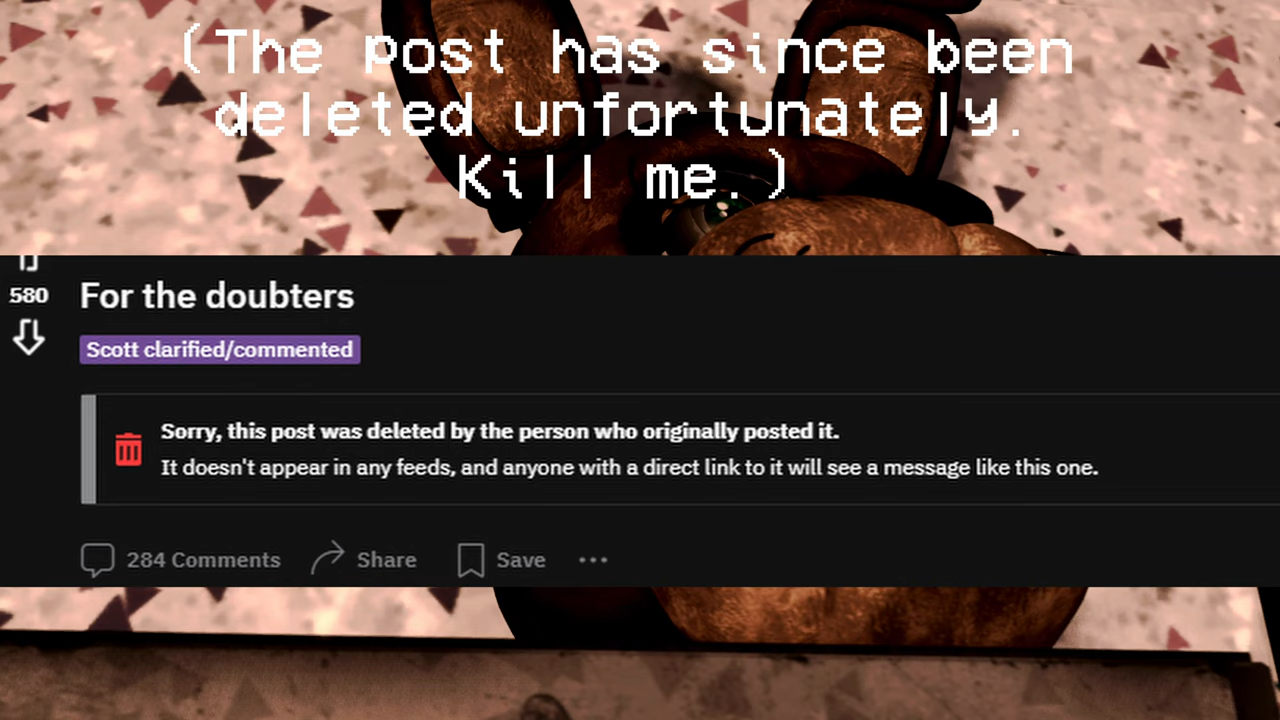 (The post has since been
deleted unfortunately.
Kill me.)
580
For the doubters
Scott clarified/commented
Sorry, this post was deleted by the person who originally posted it.
It doesn't appear in any feeds, and anyone with a direct link to it will see a message like this one.
284 Comments Share Save